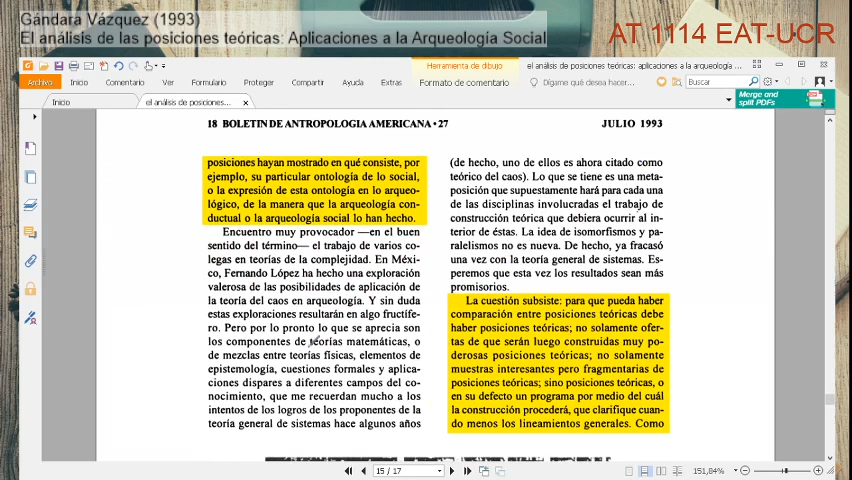 Gándara Vázquez (1993)
El análisis de las posiciones teóricas: Aplicaciones a la Arqueología Social
AT 1114 EAT-UCR
Herramienta de dibujo
el análisis de posiciones teóricas: aplicaciones a la arqueología...
Archivo Inicio Comentario Ver Formulario Proteger Compartir Ayuda Extras Formato de comentario Dígame qué desea hacer... Buscar
Inicio el análisis de posiciones... Merge and
split PDFs
18 BOLETIN DE ANTROPOLOGIA AMERICANA • 27 JULIO 1993
posiciones hayan mostrado en qué consiste, por
ejemplo, su particular ontología de lo social,
o la expresión de esta ontología en lo arqueo-
lógico, de la manera que la arqueología con-
ductual o la arqueología social lo han hecho.
Encuentro muy provocador —en el buen
sentido del término— el trabajo de varios co-
legas en teorías de la complejidad. En Méxi-
co, Fernando López ha hecho una exploración
valerosa de las posibilidades de aplicación de
la teoría del caos en arqueología. Y sin duda
estas exploraciones resultarán en algo fructífe-
ro. Pero por lo pronto lo que se aprecia son
los componentes de teorías matemáticas, o
de mezclas entre teorías físicas, elementos de
epistemología, cuestiones formales y aplica-
ciones dispares a diferentes campos del co-
nocimiento, que me recuerdan mucho a los
intentos de los logros de los proponentes de la
teoría general de sistemas hace algunos años
(de hecho, uno de ellos es ahora citado como
teórico del caos). Lo que se tiene es una meta-
posición que supuestamente hará para cada una
de las disciplinas involucradas el trabajo de
construcción teórica que debiera ocurrir al in-
terior de éstas. La idea de isomorfismos y pa-
ralelismos no es nueva. De hecho, ya fracasó
una vez con la teoría general de sistemas. Es-
peremos que esta vez los resultados sean más
promisorios.
La cuestión subsiste: para que pueda haber
comparación entre posiciones teóricas debe
haber posiciones teóricas; no solamente ofer-
tas de que serán luego construidas muy po-
derosas posiciones teóricas; no solamente
muestras interesantes pero fragmentarias de
posiciones teóricas; sino posiciones teóricas, o
en su defecto un programa por medio del cuál
la construcción procederá, que clarifique cuan-
do menos los lineamientos generales. Como
15 / 17 151,84%